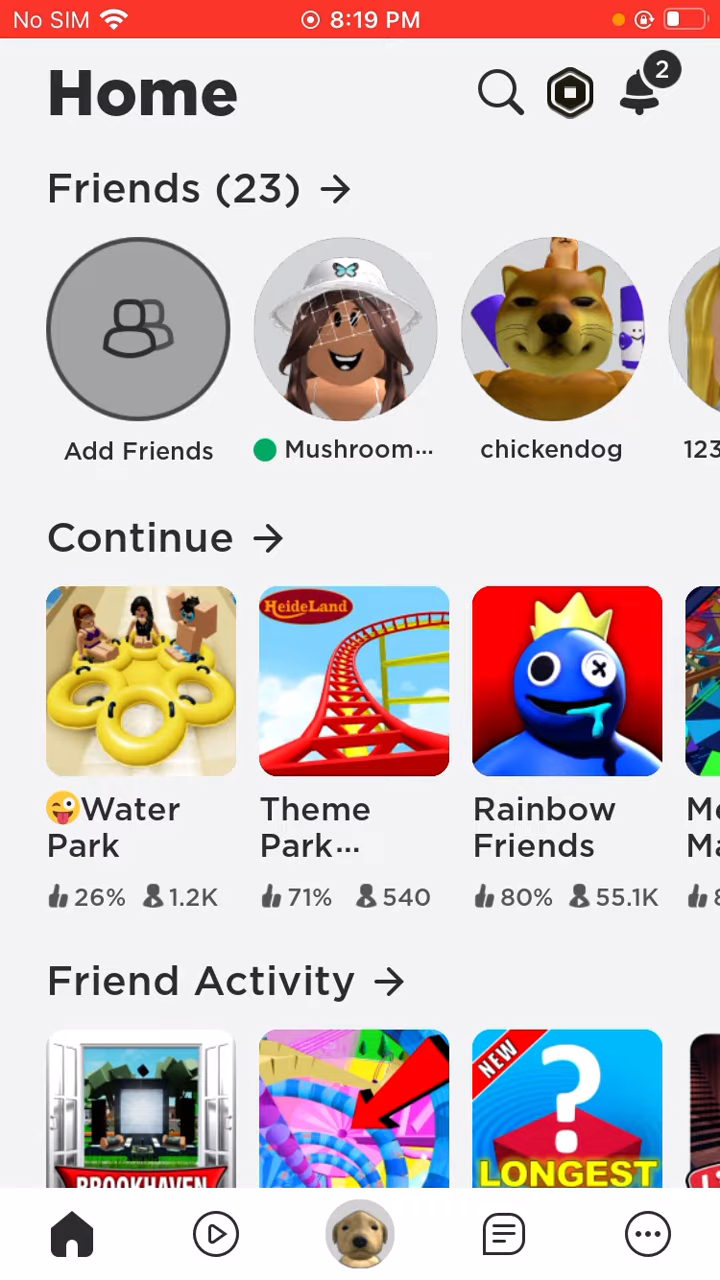 No SIM 8:19 PM
Home
2
Friends (23)
Add Friends
Mushroom...
chickendog
123
Continue
HeideLand
😜Water
Park
26% 1.2K
Theme
Park...
71% 540
Rainbow
Friends
80% 55.1K
Friend Activity
BROOKHAVEN
NEW
?
LONGEST